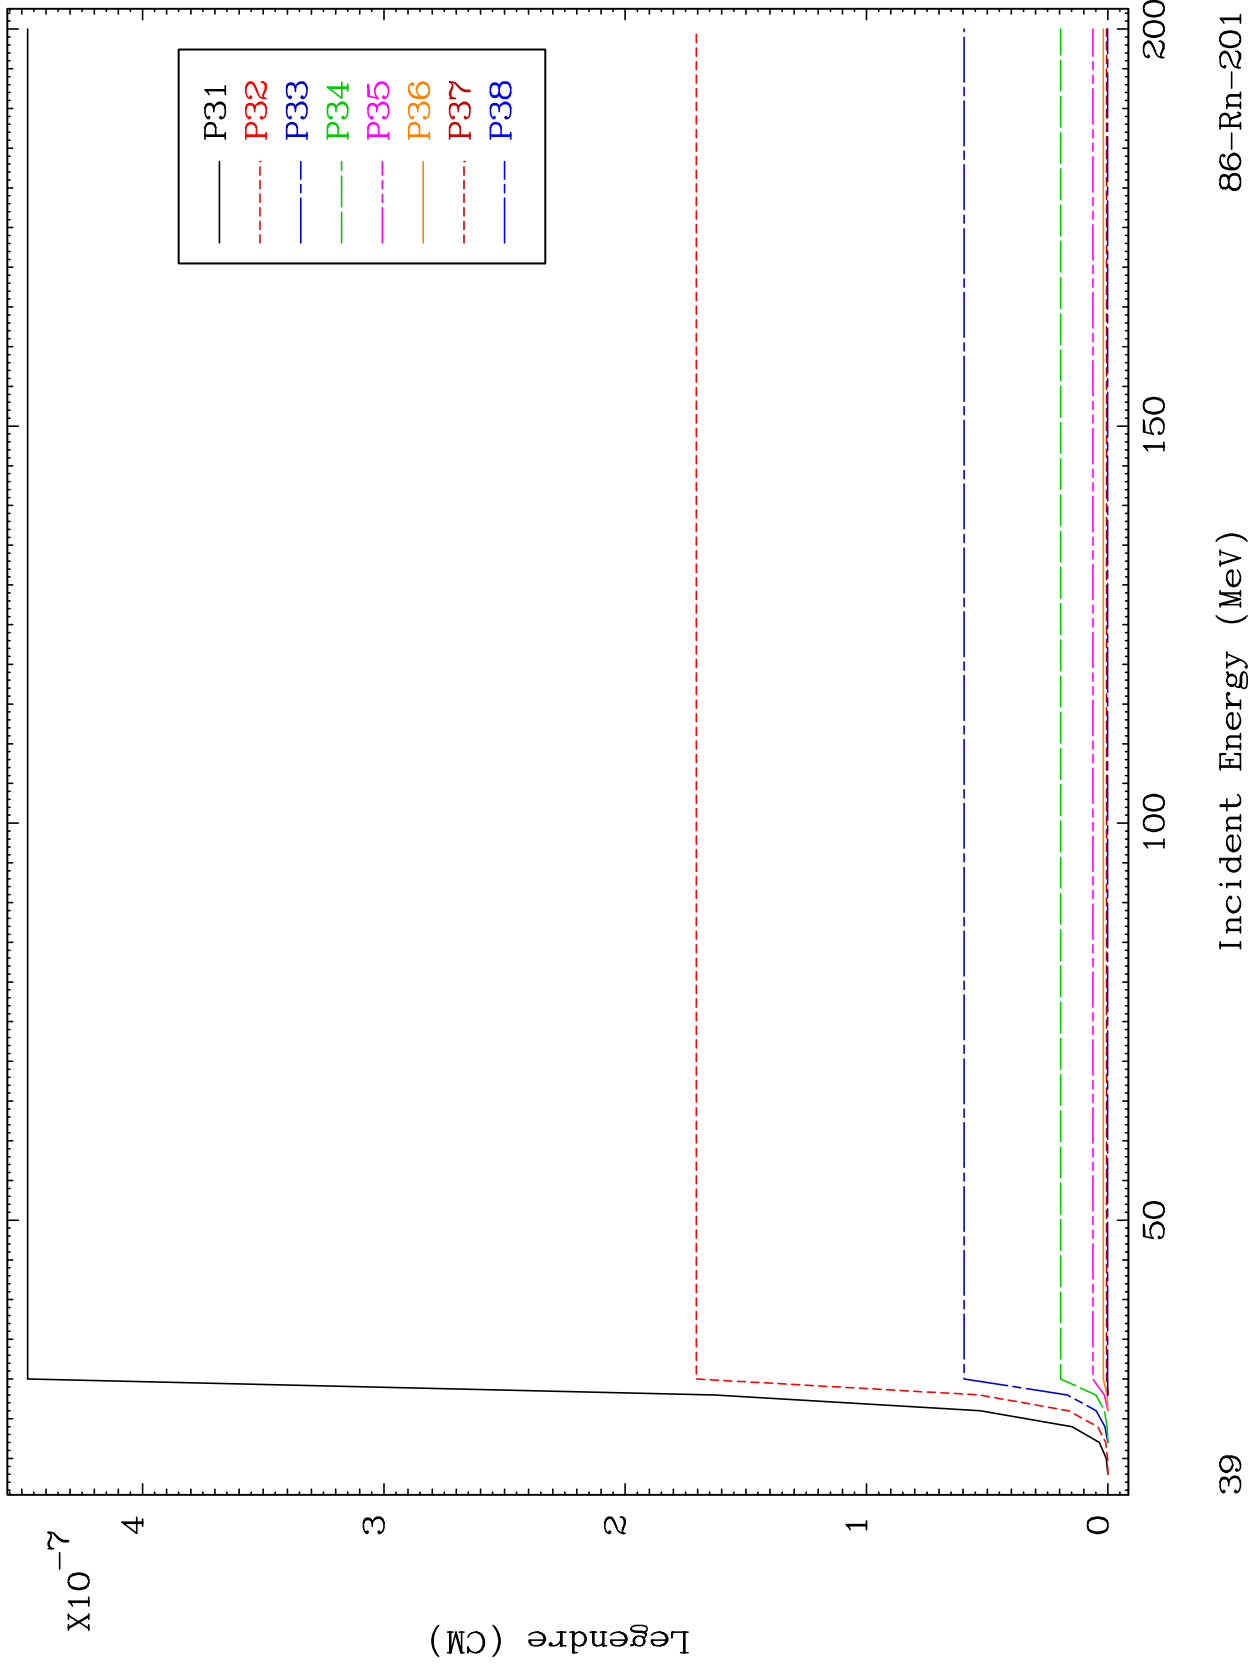 X10-7
4
3
2
1
0
Legendre (CM)
P31
P32
P33
P34
P35
P36
P37
P38
50
100
150
200
39
Incident Energy (MeV)
86-Rn-201